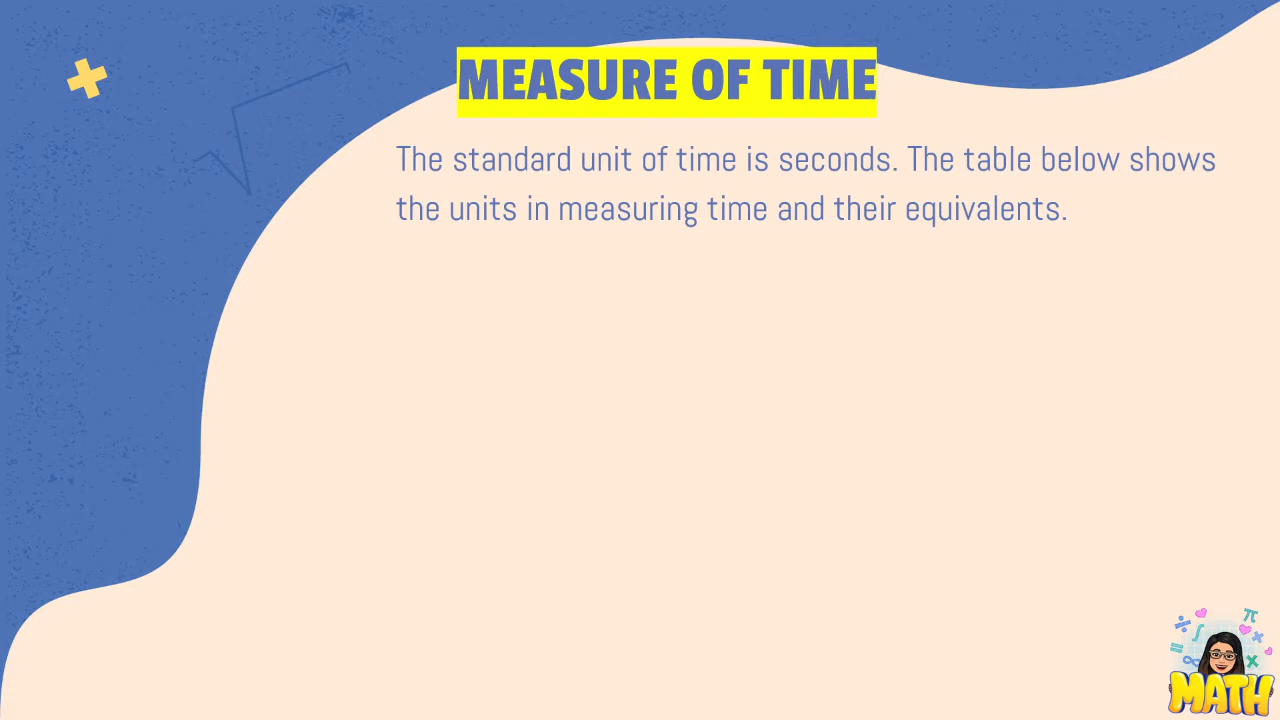 MEASURE OF TIME
The standard unit of time is seconds. The table below shows
the units in measuring time and their equivalents.
÷ π
∫ ×
= ∞ ×
MATH